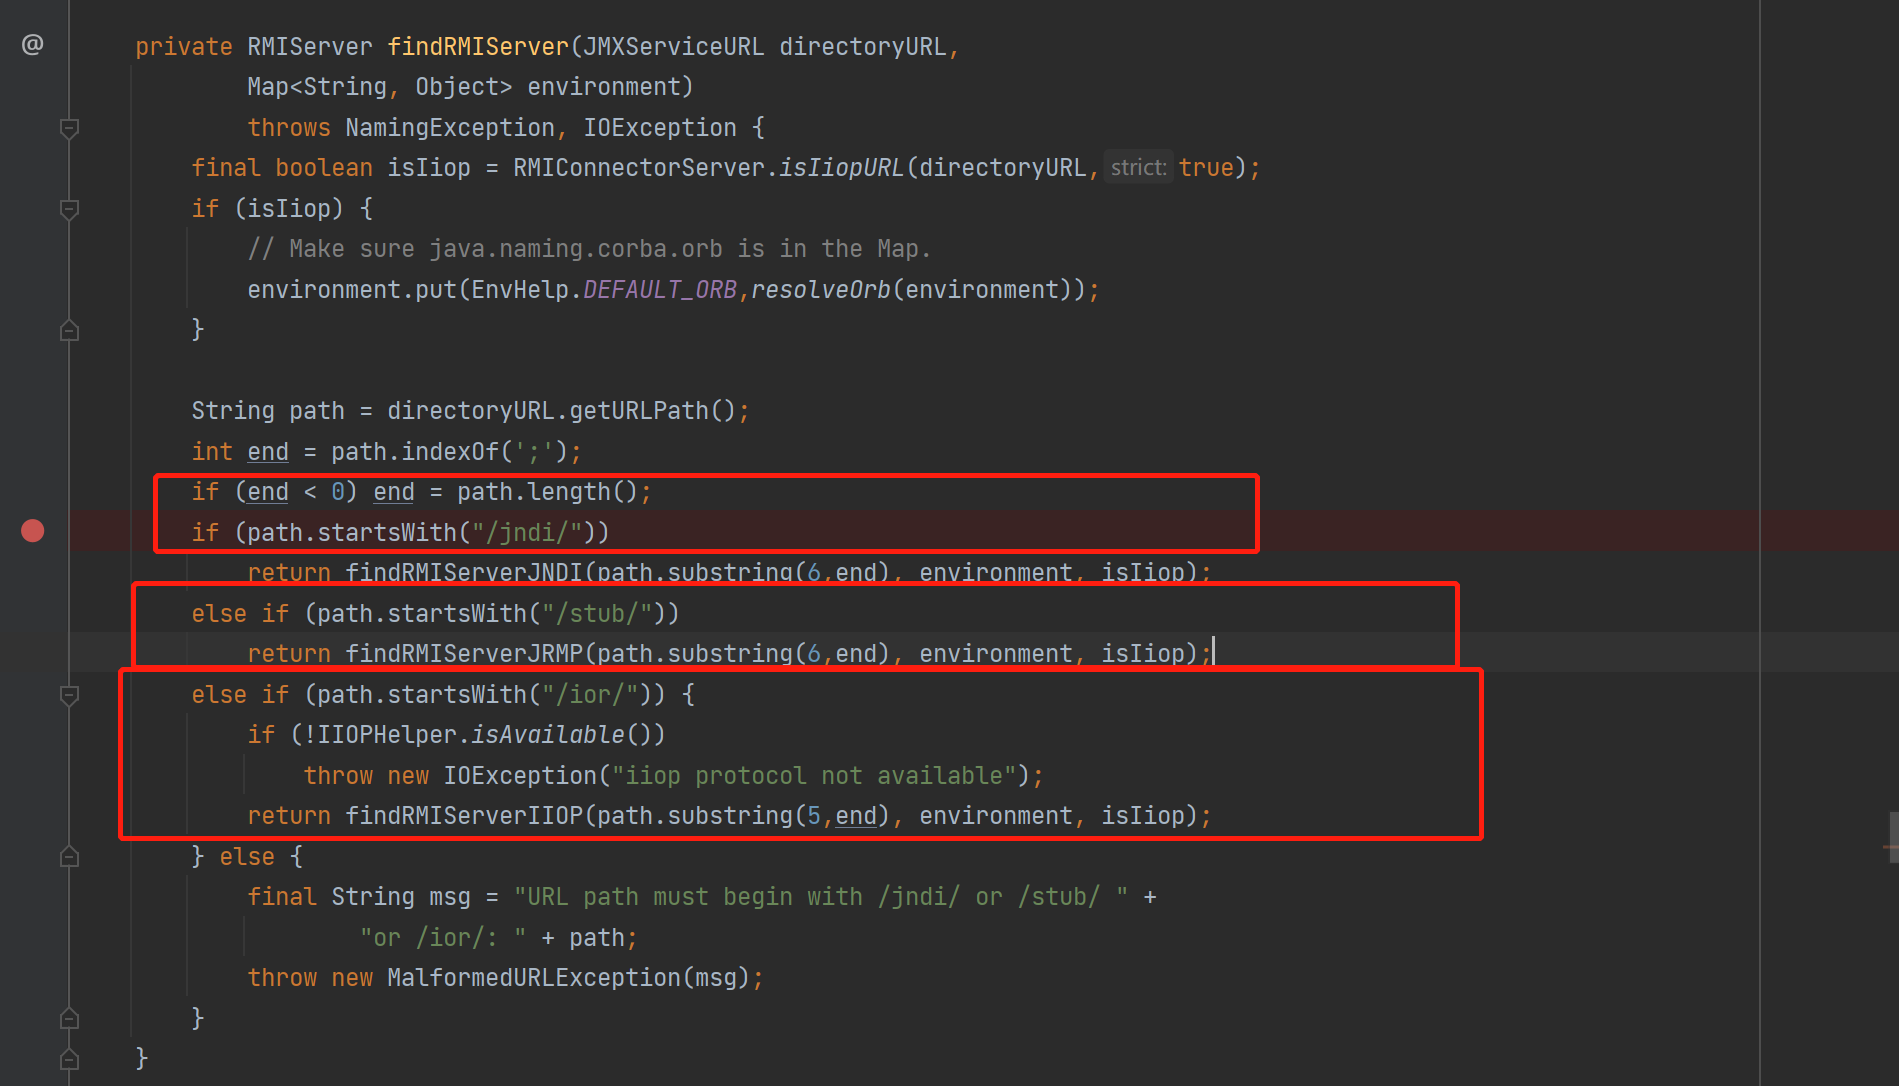 @
private RMIServer findRMIServer(JMXServiceURL directoryURL,
Map<String, Object> environment)
throws NamingException, IOException {
final boolean isIiop = RMIConnectorServer.isIiopURL(directoryURL, strict: true);
if (isIiop) {
// Make sure java.naming.corba.orb is in the Map.
environment.put(EnvHelp.DEFAULT_ORB,resolveOrb(environment));
}
String path = directoryURL.getURLPath();
int end = path.indexOf(';');
if (end < 0) end = path.length();
if (path.startsWith("/jndi/"))
return findRMIServerJNDI(path.substring(6,end), environment, isIiop);
else if (path.startsWith("/stub/"))
return findRMIServerJRMP(path.substring(6,end), environment, isIiop);
else if (path.startsWith("/ior/")) {
if (!IIOPHelper.isAvailable())
throw new IOException("iiop protocol not available");
return findRMIServerIIOP(path.substring(5,end), environment, isIiop);
} else {
final String msg = "URL path must begin with /jndi/ or /stub/ " +
"or /ior/: " + path;
throw new MalformedURLException(msg);
}
}